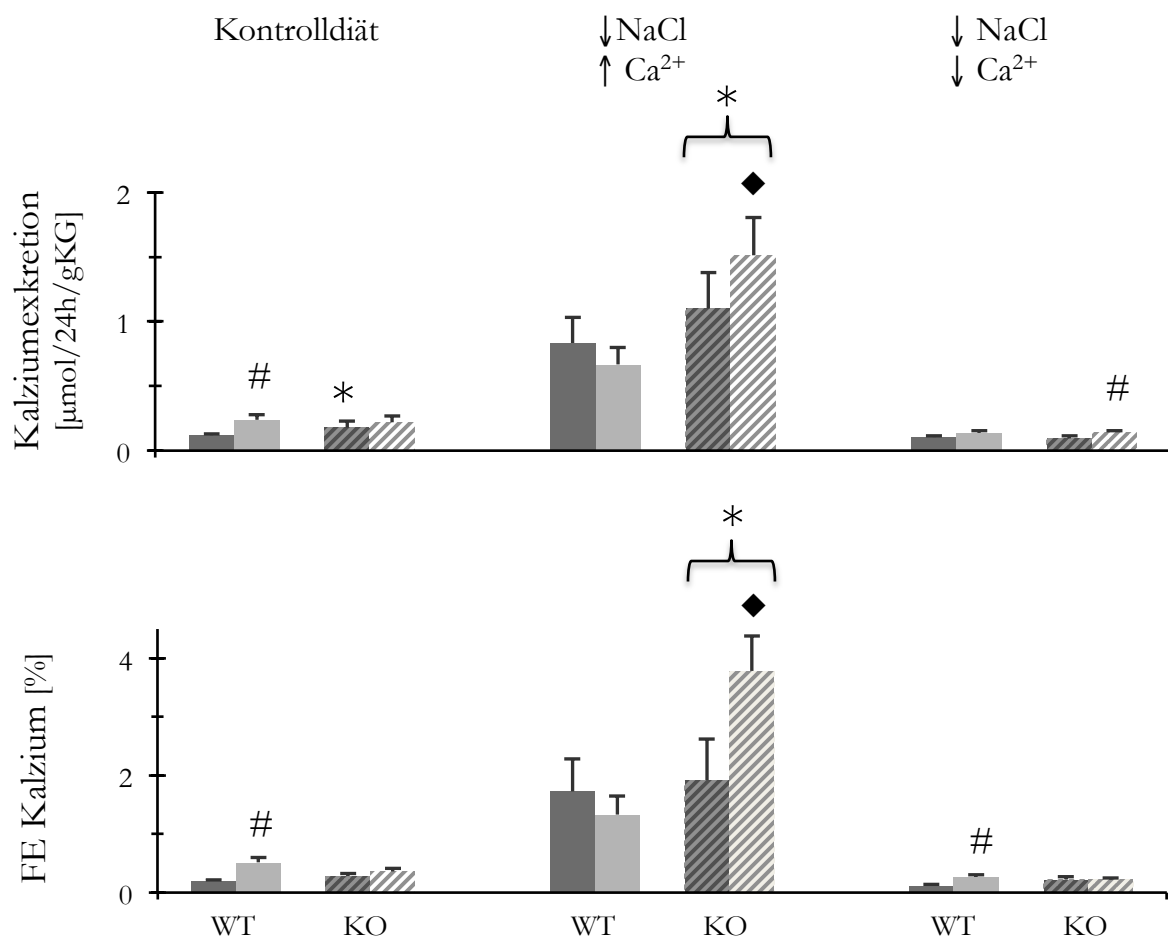 Kontrolldiät
↓NaCl
↑ Ca²⁺
↓ NaCl
↓ Ca²⁺
*
Kalziumexkretion
[µmol/24h/gKG]
2
1
0
◆
#
*
#
*
FE Kalzium [%]
4
2
0
◆
#
#
WT KO WT KO WT KO